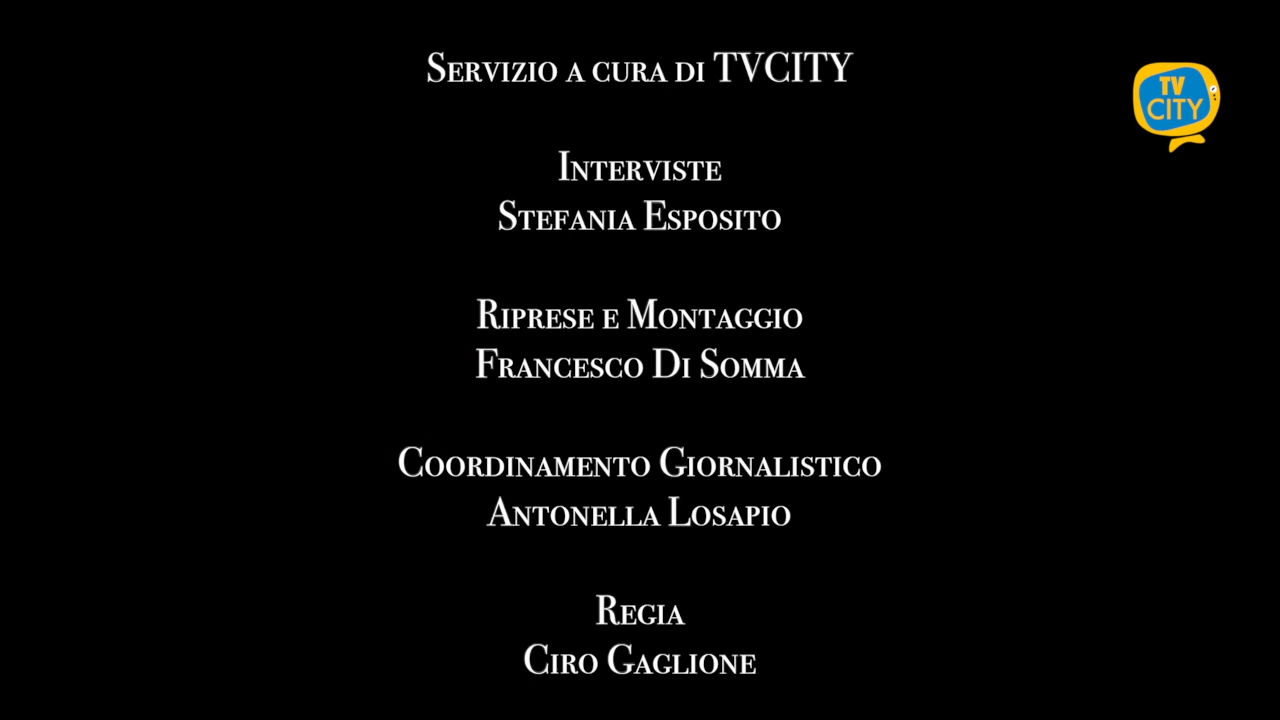 Servizio a cura di TVCITY
TV
CITY
Interviste
Stefania Esposito
Riprese e Montaggio
Francesco Di Somma
Coordinamento Giornalistico
Antonella Losapio
Regia
Ciro Gaglione